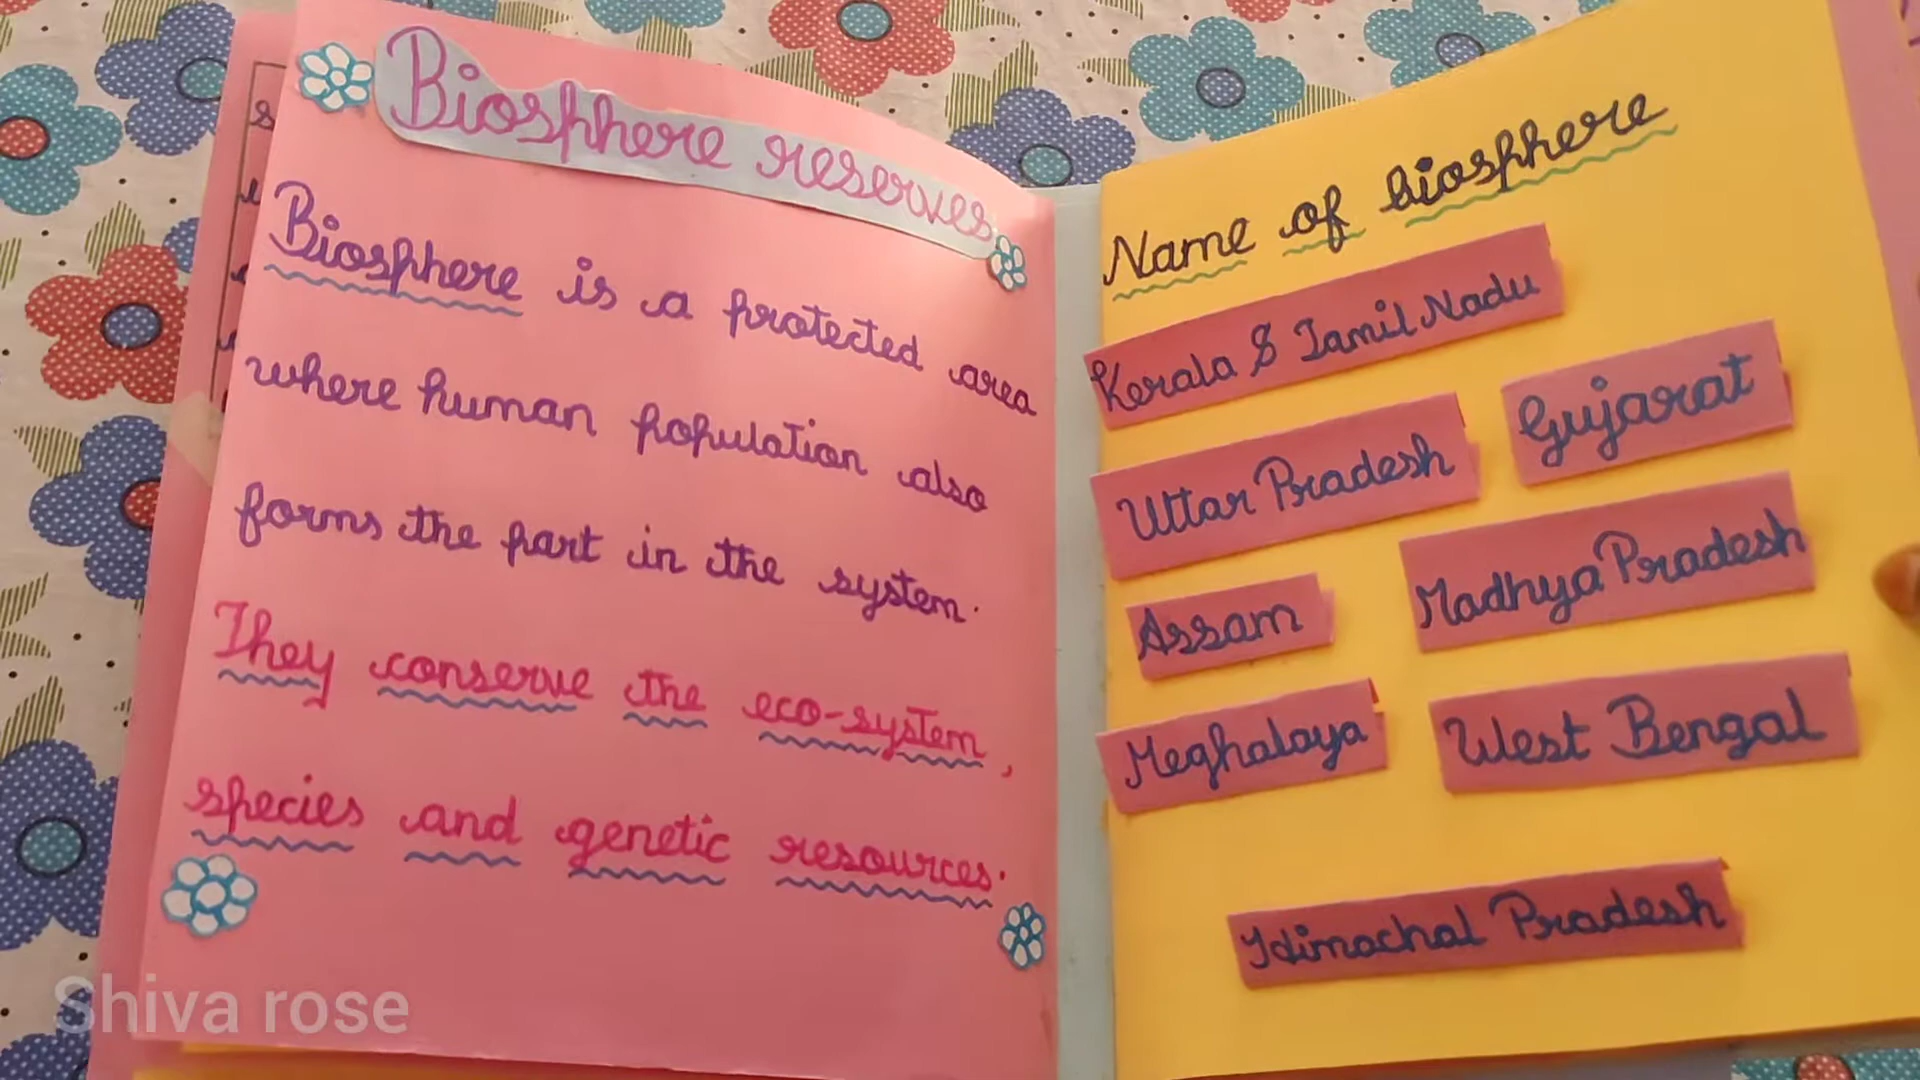 Biosphere reserves
Biosphere is a protected area
where human population also
forms the part in the system.
They conserve the eco-system,
species and genetic resources.
Name of biosphere
Kerala & Tamil Nadu
Uttar Pradesh
Gujarat
Assam
Madhya Pradesh
Meghalaya
West Bengal
Himachal Pradesh
Shiva rose